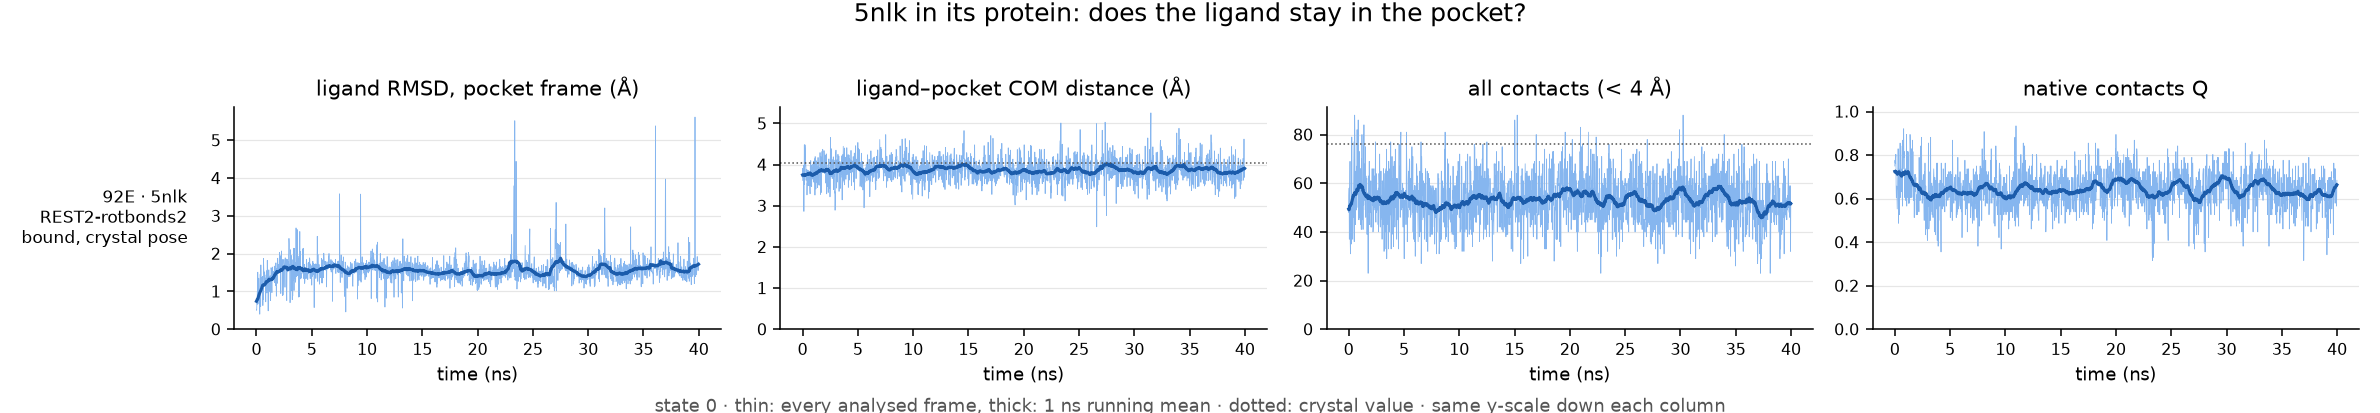 5nlk in its protein: does the ligand stay in the pocket?
ligand RMSD, pocket frame (Å)
ligand–pocket COM distance (Å)
all contacts (< 4 Å)
native contacts Q
92E · 5nlk
REST2-rotbonds2
bound, crystal pose
5
4
3
2
1
0
0 5 10 15 20 25 30 35 40
time (ns)
5
4
3
2
1
0
0 5 10 15 20 25 30 35 40
time (ns)
80
60
40
20
0
0 5 10 15 20 25 30 35 40
time (ns)
1.0
0.8
0.6
0.4
0.2
0.0
0 5 10 15 20 25 30 35 40
time (ns)
state 0 · thin: every analysed frame, thick: 1 ns running mean · dotted: crystal value · same y-scale down each column